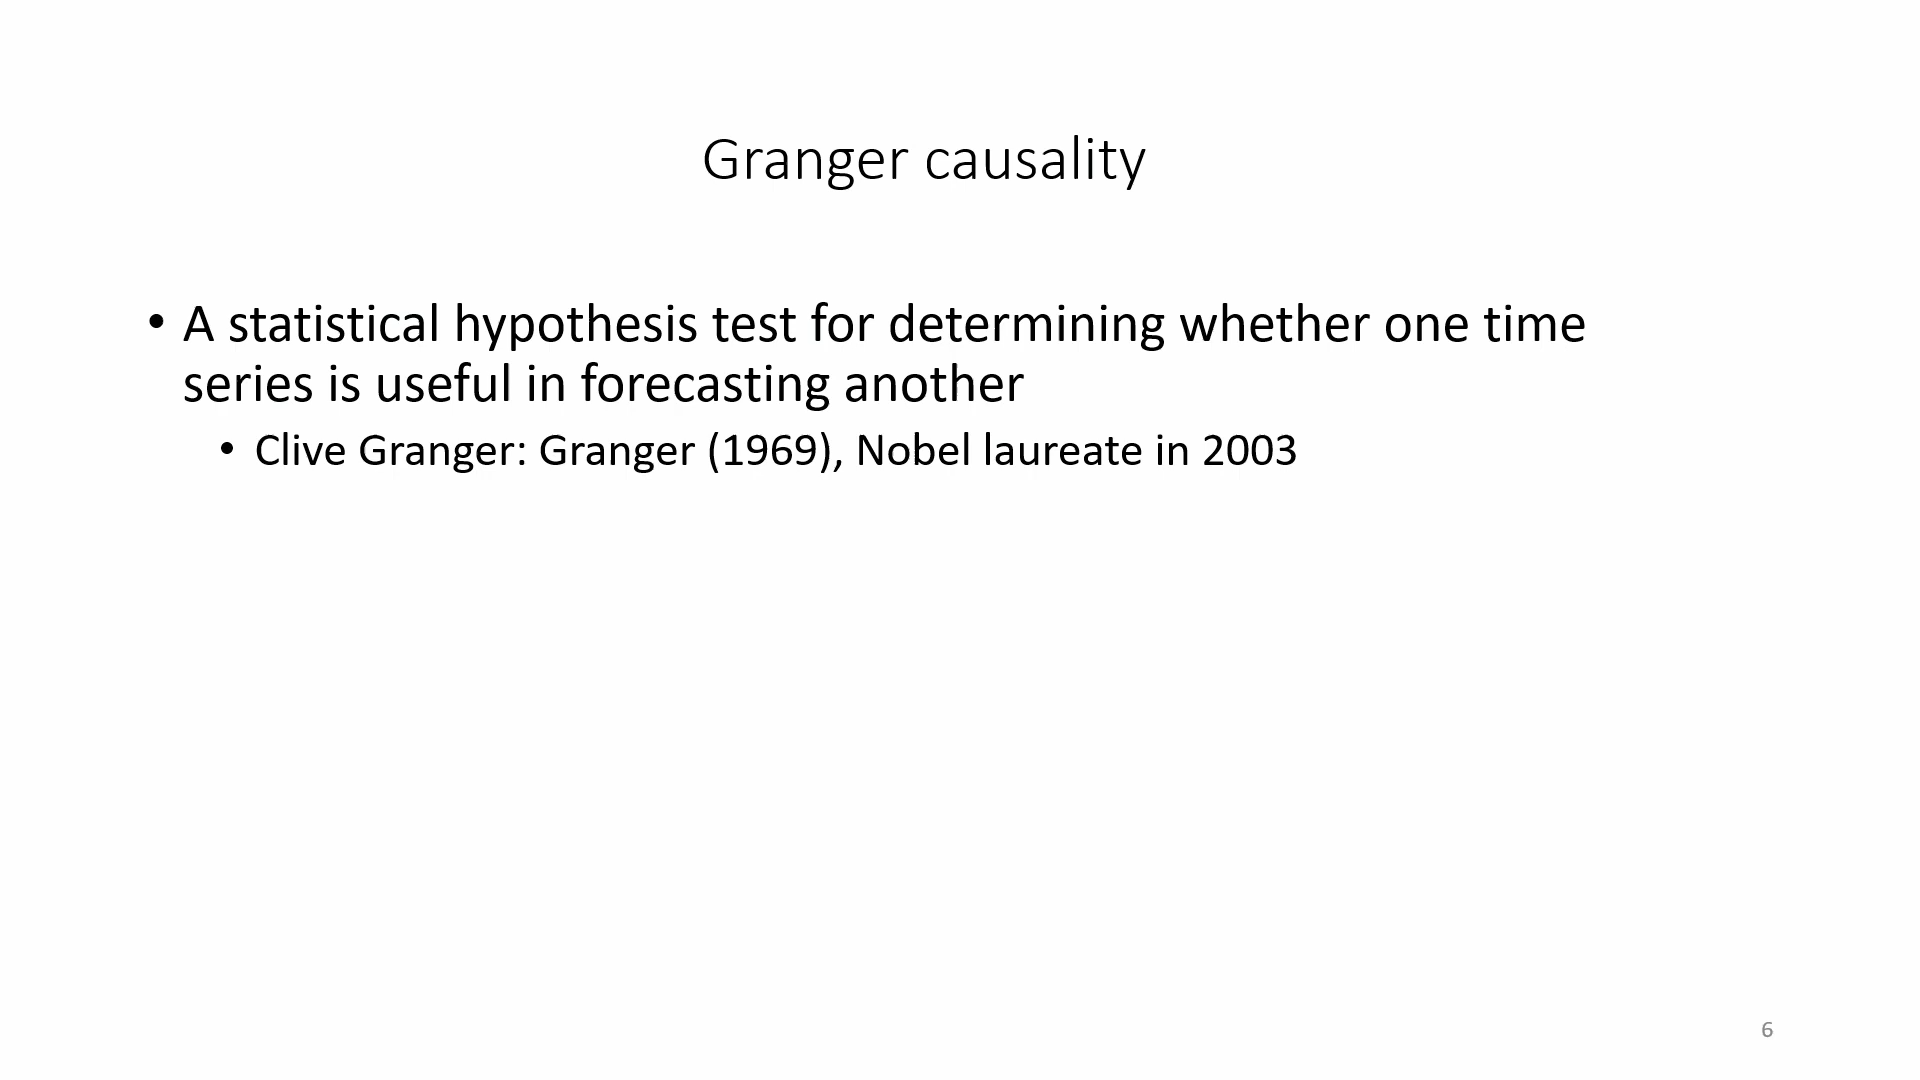 Granger causality
• A statistical hypothesis test for determining whether one time
series is useful in forecasting another
• Clive Granger: Granger (1969), Nobel laureate in 2003
6